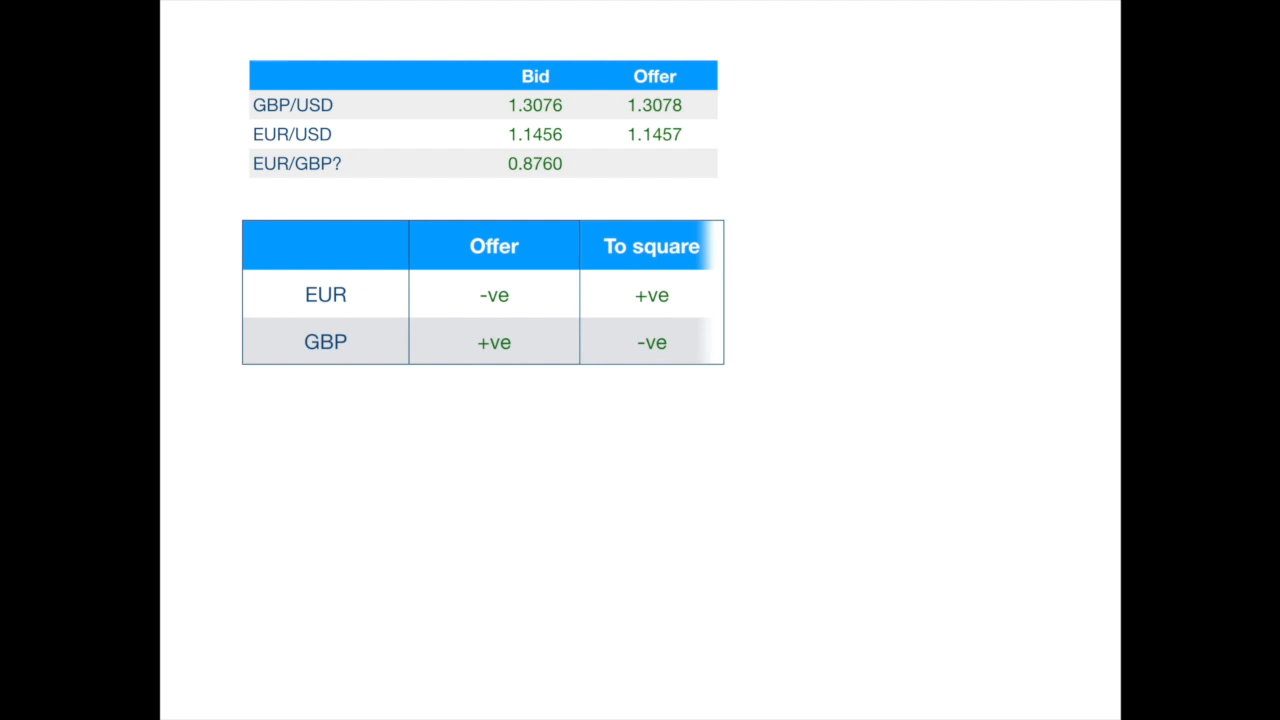 Bid Offer
GBP/USD 1.3076 1.3078
EUR/USD 1.1456 1.1457
EUR/GBP? 0.8760
Offer To square
EUR -ve +ve
GBP +ve -ve